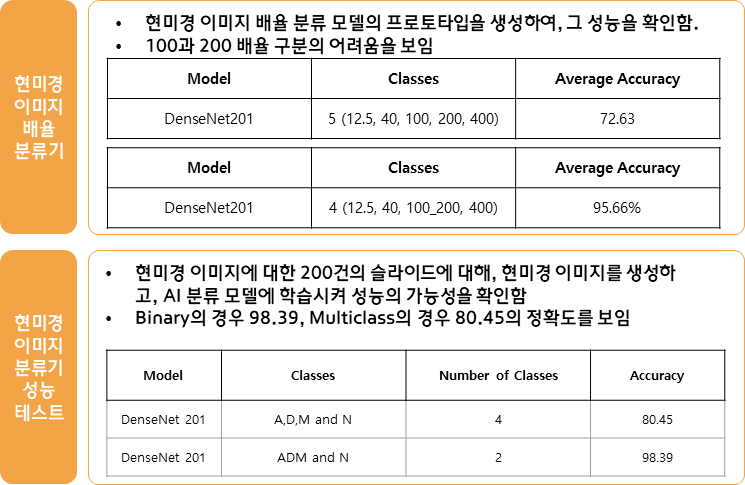 현미경
이미지
배율
분류기
• 현미경 이미지 배율 분류 모델의 프로토타입을 생성하여, 그 성능을 확인함.
• 100과 200 배율 구분의 어려움을 보임
Model Classes Average Accuracy
DenseNet201 5 (12.5, 40, 100, 200, 400) 72.63
Model Classes Average Accuracy
DenseNet201 4 (12.5, 40, 100_200, 400) 95.66%
현미경
이미지
분류기
성능
테스트
• 현미경 이미지에 대한 200건의 슬라이드에 대해, 현미경 이미지를 생성하
고, AI 분류 모델에 학습시켜 성능의 가능성을 확인함
• Binary의 경우 98.39, Multiclass의 경우 80.45의 정확도를 보임
Model Classes Number of Classes Accuracy
DenseNet 201 A,D,M and N 4 80.45
DenseNet 201 ADM and N 2 98.39